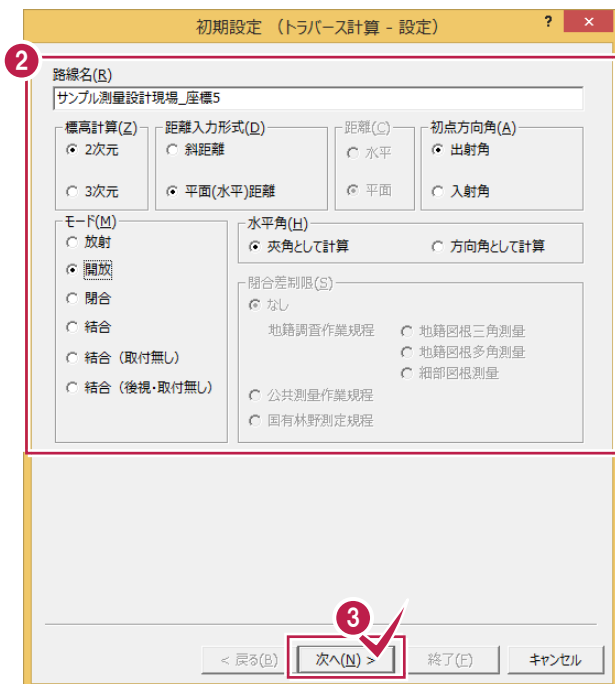 初期設定 (トラバース計算 - 設定)
?
×
2
路線名(R)
サンプル測量設計現場_座標5
標高計算(Z)
2次元
3次元
距離入力形式(D)
斜距離
平面(水平)距離
距離(C)
水平
平面
初点方向角(A)
出射角
入射角
モード(M)
放射
開放
閉合
結合
結合 (取付無し)
結合 (後視・取付無し)
水平角(H)
夾角として計算
方向角として計算
閉合差制限(S)
なし
地籍調査作業規程
地籍図根三角測量
地籍図根多角測量
細部図根測量
公共測量作業規程
国有林野測定規程
3
< 戻る(B)
次へ(N) >
終了(F)
キャンセル